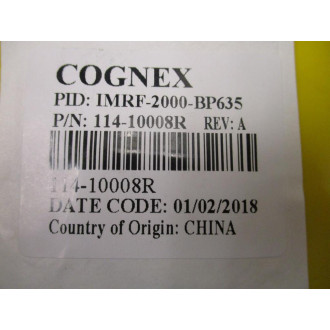 COGNEX
PID: IMRF-2000-BP635
P/N: 114-10008R REV: A
114-10008R
DATE CODE: 01/02/2018
Country of Origin: CHINA